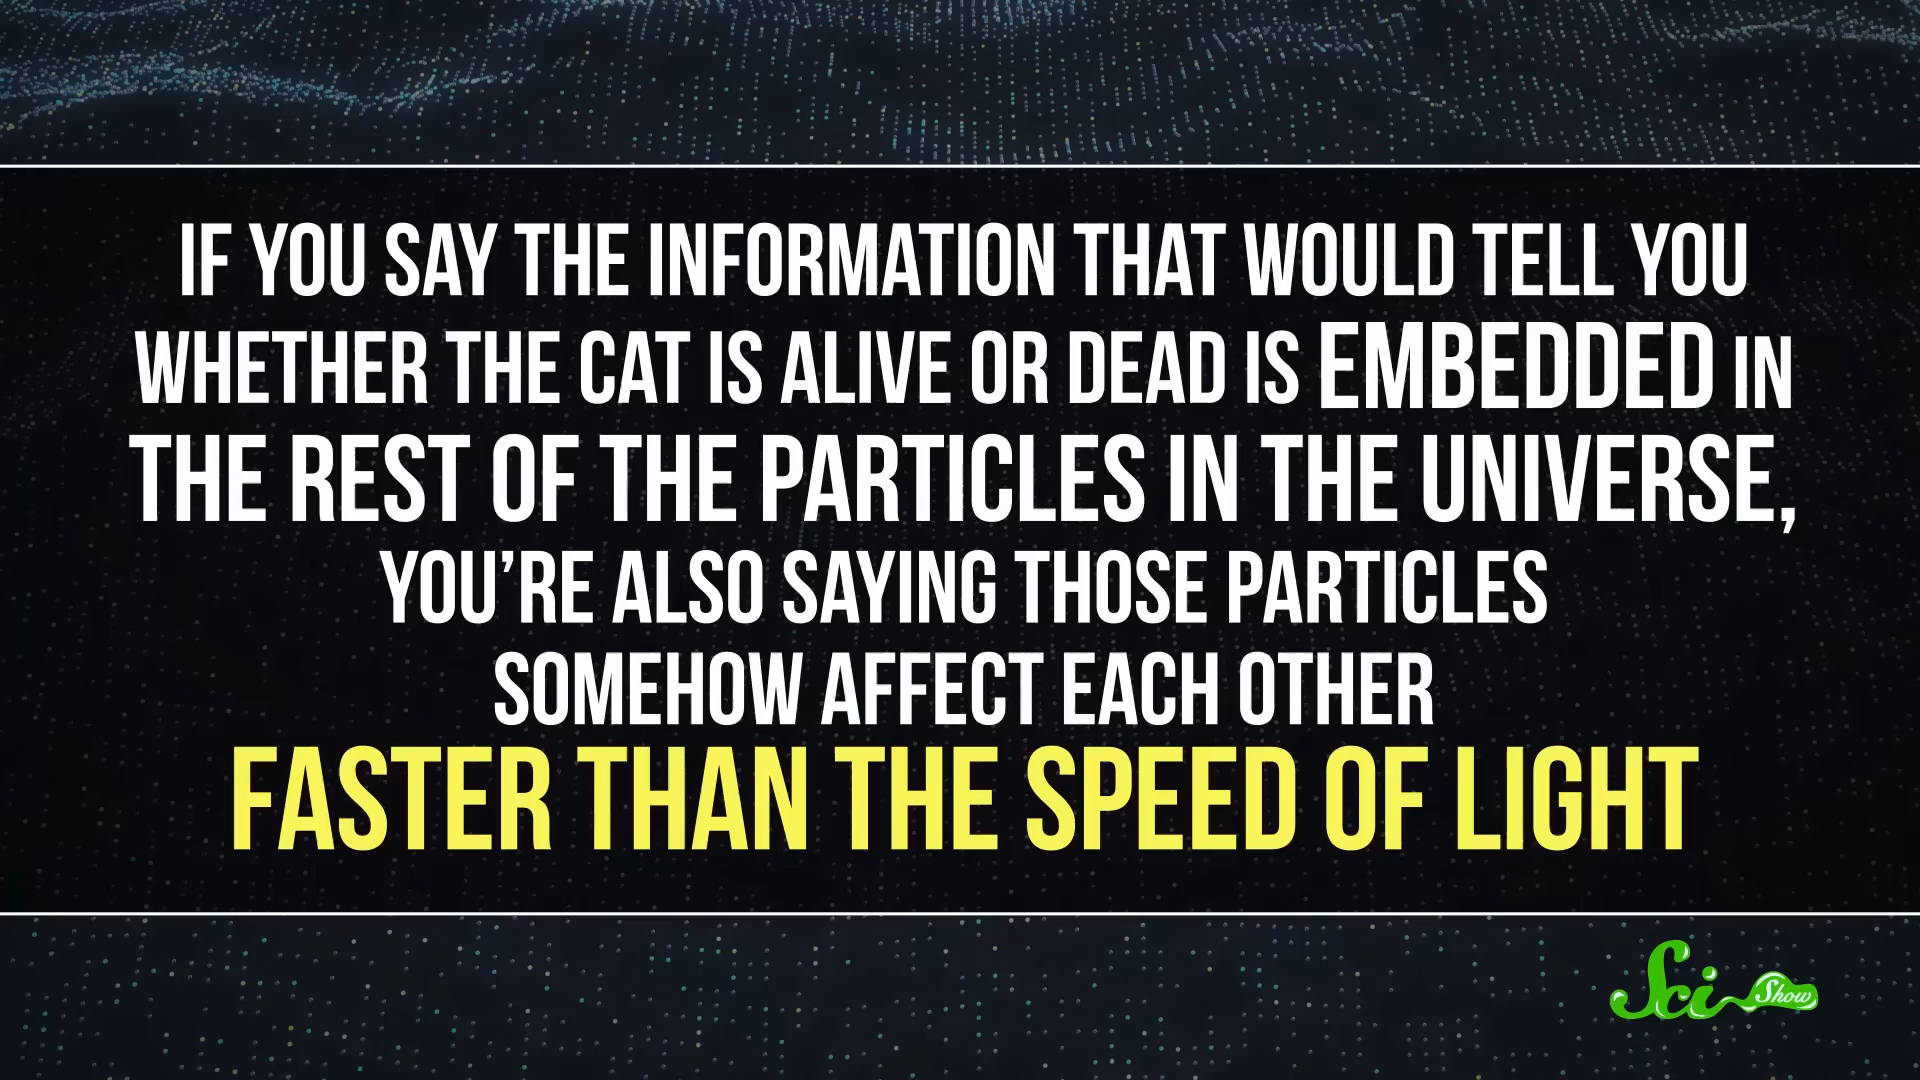 IF YOU SAY THE INFORMATION THAT WOULD TELL YOU
WHETHER THE CAT IS ALIVE OR DEAD IS EMBEDDED IN
THE REST OF THE PARTICLES IN THE UNIVERSE,
YOU’RE ALSO SAYING THOSE PARTICLES
SOMEHOW AFFECT EACH OTHER
FASTER THAN THE SPEED OF LIGHT
Sci Show